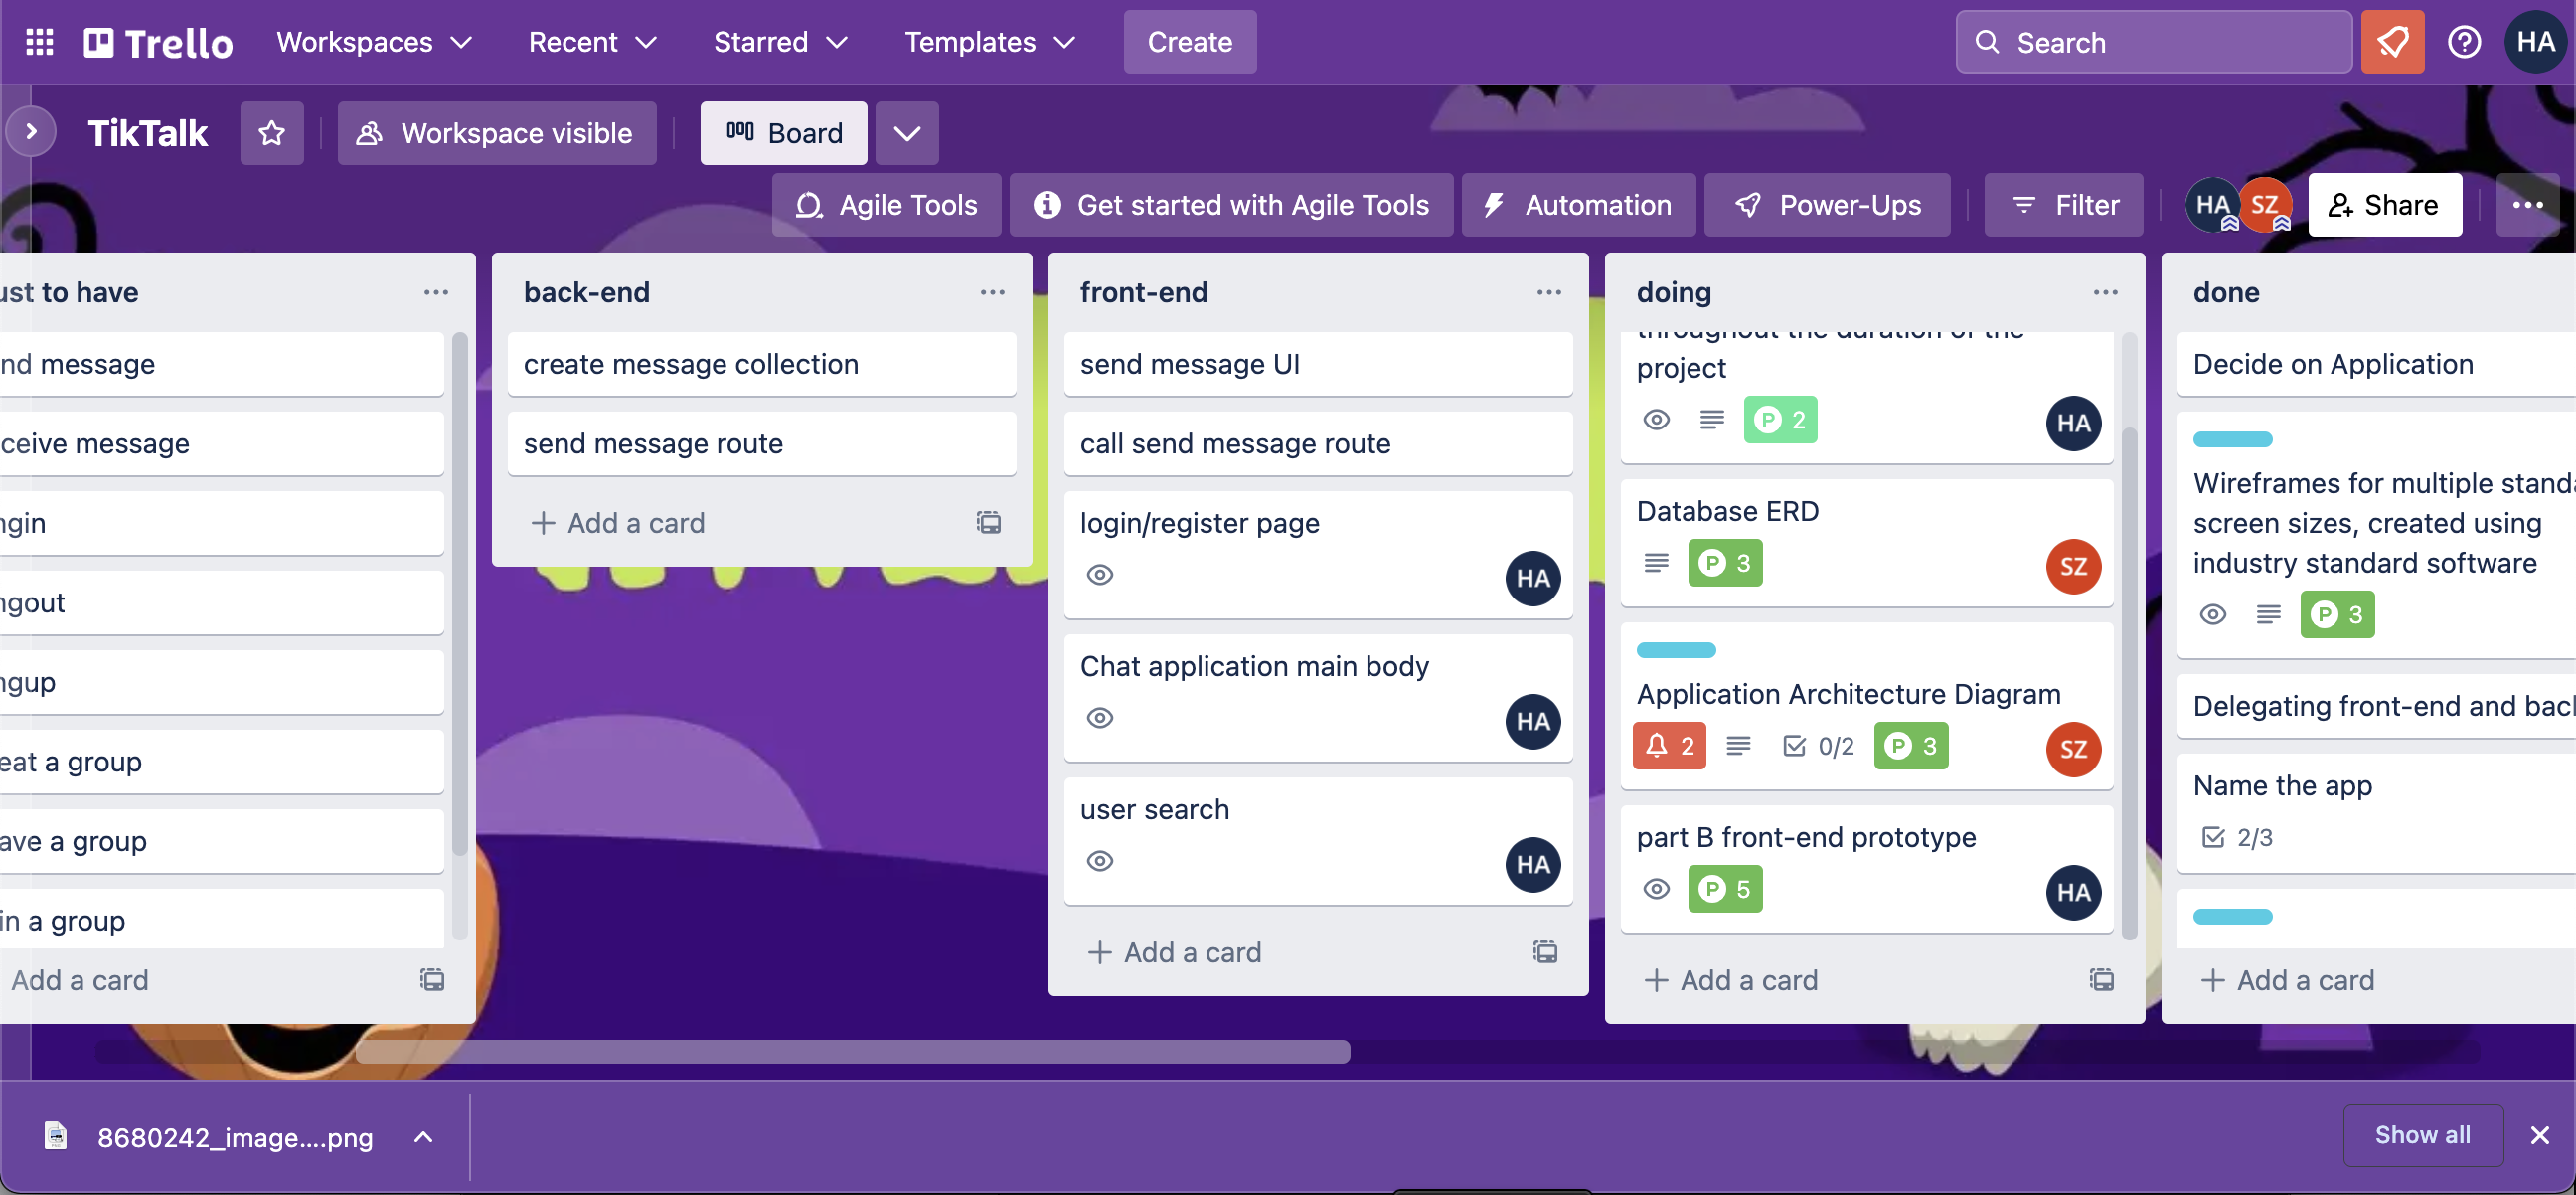 Trello Workspaces Recent Starred Templates Create Search HA
TikTalk Workspace visible Board
Agile Tools Get started with Agile Tools Automation Power-Ups Filter HA SZ Share
ust to have
nd message
ceive message
gin
gout
gup
eat a group
ave a group
in a group
Add a card
back-end
create message collection
send message route
Add a card
front-end
send message UI
call send message route
login/register page
HA
Chat application main body
HA
user search
HA
Add a card
doing
throughout the duration of the
project
P 2 HA
Database ERD
P 3 SZ
Application Architecture Diagram
2 0/2 P 3 SZ
part B front-end prototype
P 5 HA
Add a card
done
Decide on Application
Wireframes for multiple standa
screen sizes, created using
industry standard software
P 3
Delegating front-end and bac
Name the app
2/3
Add a card
8680242_image....png
Show all